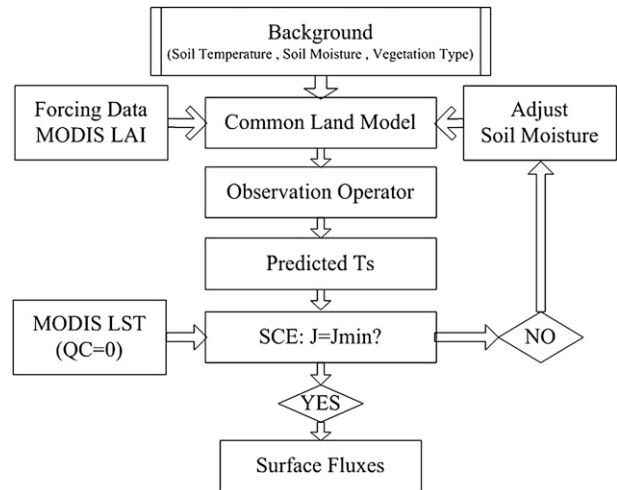 Background
(Soil Temperature , Soil Moisture , Vegetation Type)
Forcing Data
MODIS LAI
Common Land Model
Adjust
Soil Moisture
Observation Operator
Predicted Ts
MODIS LST
(QC=0)
SCE: J=Jmin?
NO
YES
Surface Fluxes